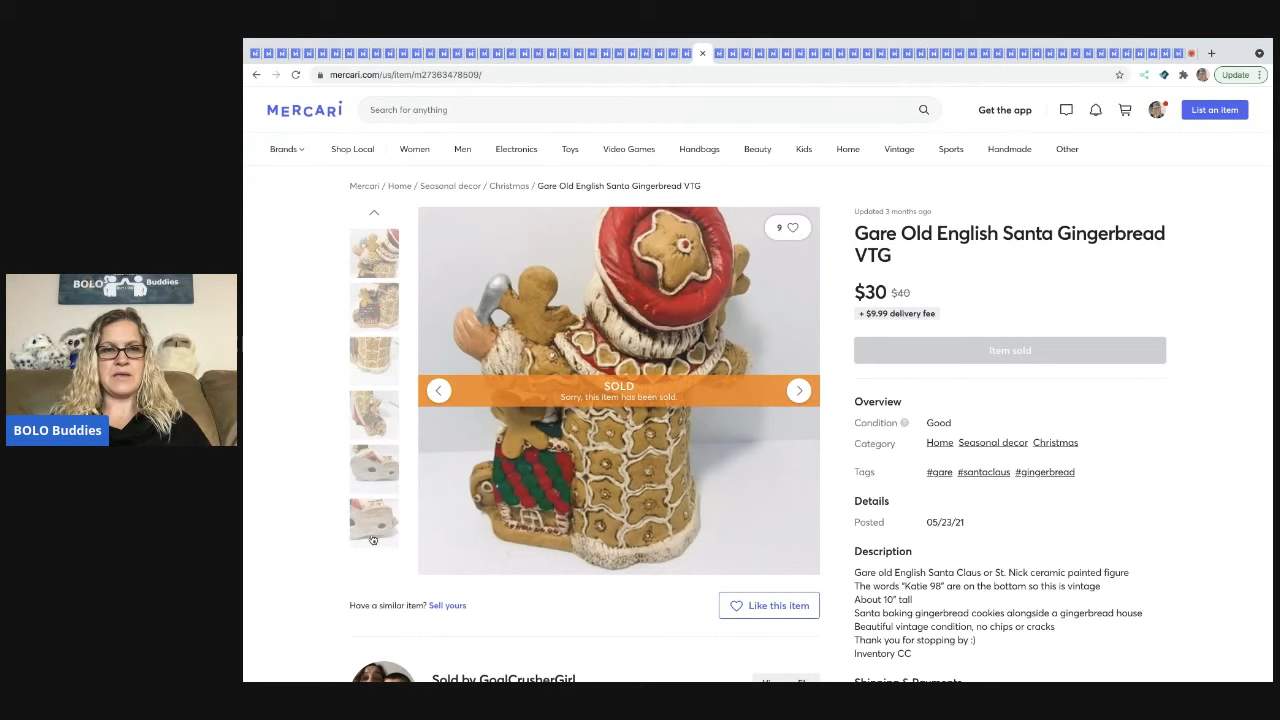 mercari.com/us/item/m27363478509/
Update
MERCARI
Search for anything
Get the app
List an item
Brands
Shop Local
Women
Men
Electronics
Toys
Video Games
Handbags
Beauty
Kids
Home
Vintage
Sports
Handmade
Other
Mercari / Home / Seasonal decor / Christmas / Gare Old English Santa Gingerbread VTG
9
SOLD
Sorry, this item has been sold.
Have a similar item? Sell yours
Like this item
Sold by GoalCrusherGirl
Updated 3 months ago
Gare Old English Santa Gingerbread
VTG
$30 $40
+ $9.99 delivery fee
Item sold
Overview
Condition Good
Category Home Seasonal decor Christmas
Tags #gare #santaclaus #gingerbread
Details
Posted 05/23/21
Description
Gare old English Santa Claus or St. Nick ceramic painted figure
The words "Katie 98" are on the bottom so this is vintage
About 10" tall
Santa baking gingerbread cookies alongside a gingerbread house
Beautiful vintage condition, no chips or cracks
Thank you for stopping by :)
Inventory CC
Shipping & Payments
BOLO Buddies
BOLO Buddies